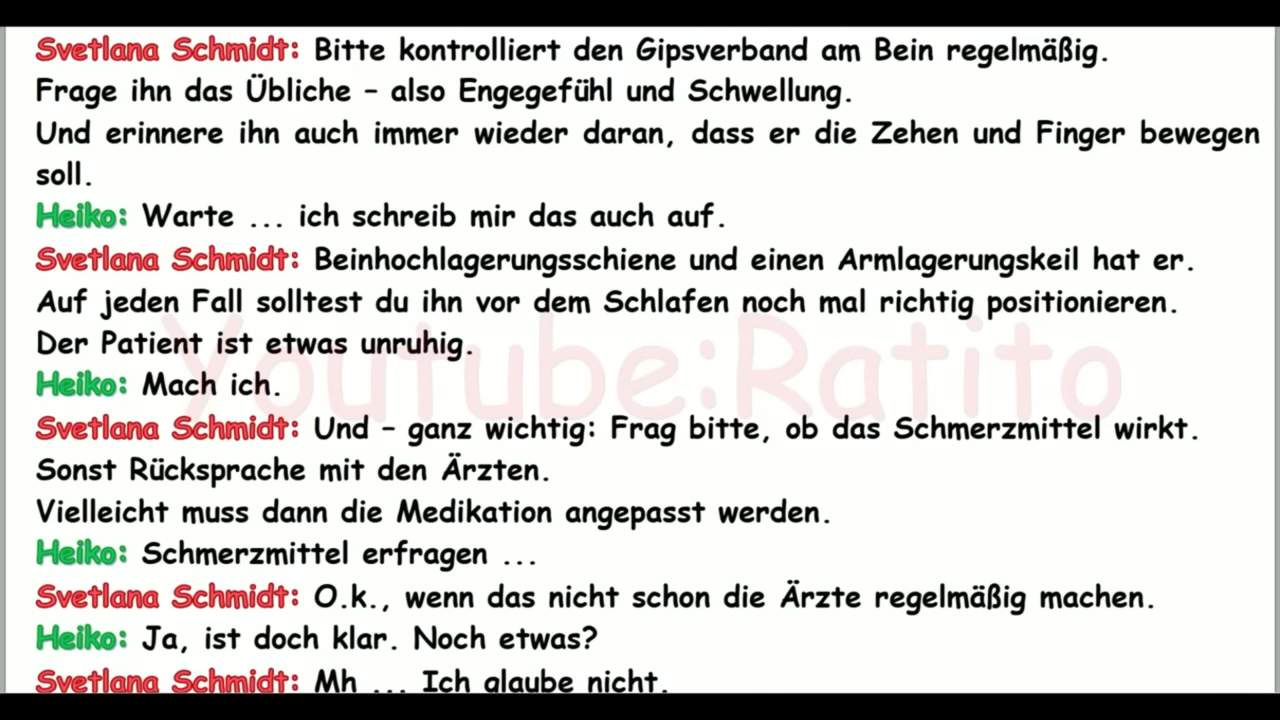 Svetlana Schmidt: Bitte kontrolliert den Gipsverband am Bein regelmäßig.
Frage ihn das Übliche – also Engegefühl und Schwellung.
Und erinnere ihn auch immer wieder daran, dass er die Zehen und Finger bewegen
soll.
Heiko: Warte ... ich schreib mir das auch auf.
Svetlana Schmidt: Beinhochlagerungsschiene und einen Armlagerungskeil hat er.
Auf jeden Fall solltest du ihn vor dem Schlafen noch mal richtig positionieren.
Der Patient ist etwas unruhig.
Youtube:Ratito
Heiko: Mach ich.
Svetlana Schmidt: Und – ganz wichtig: Frag bitte, ob das Schmerzmittel wirkt.
Sonst Rücksprache mit den Ärzten.
Vielleicht muss dann die Medikation angepasst werden.
Heiko: Schmerzmittel erfragen ...
Svetlana Schmidt: O.k., wenn das nicht schon die Ärzte regelmäßig machen.
Heiko: Ja, ist doch klar. Noch etwas?
Svetlana Schmidt: Mh ... Ich glaube nicht.